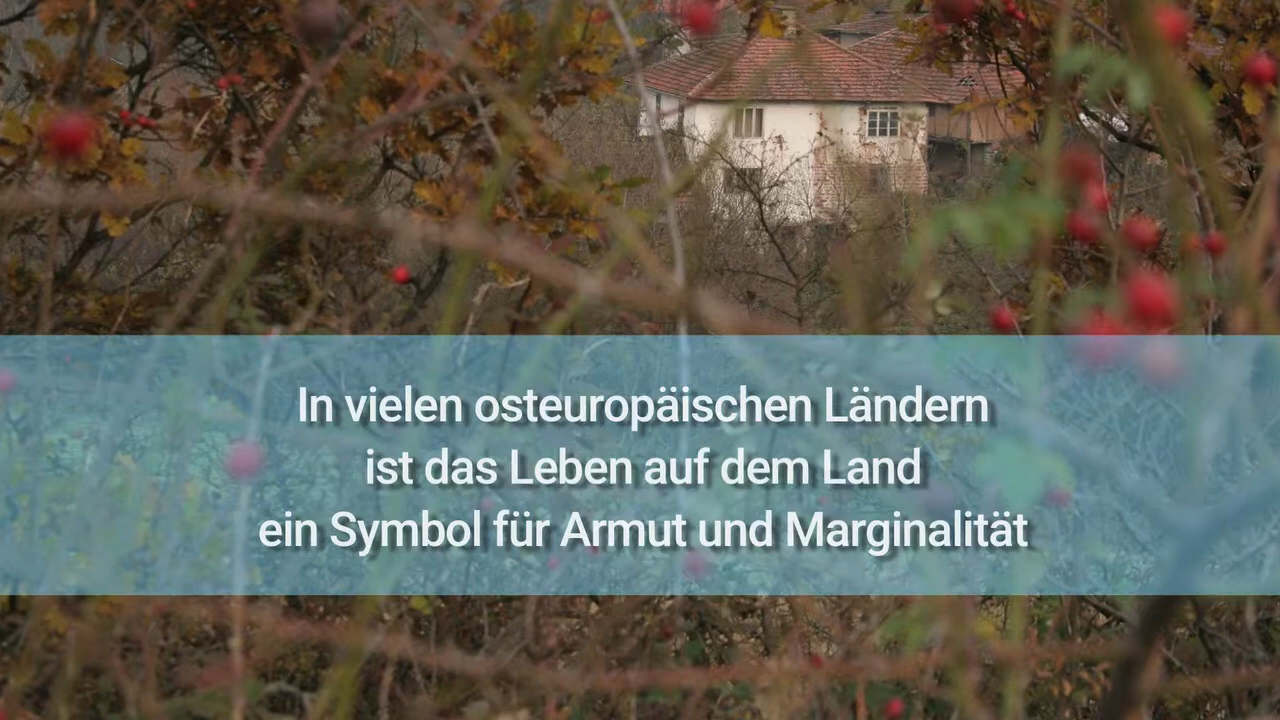 In vielen osteuropäischen Ländern
ist das Leben auf dem Land
ein Symbol für Armut und Marginalität